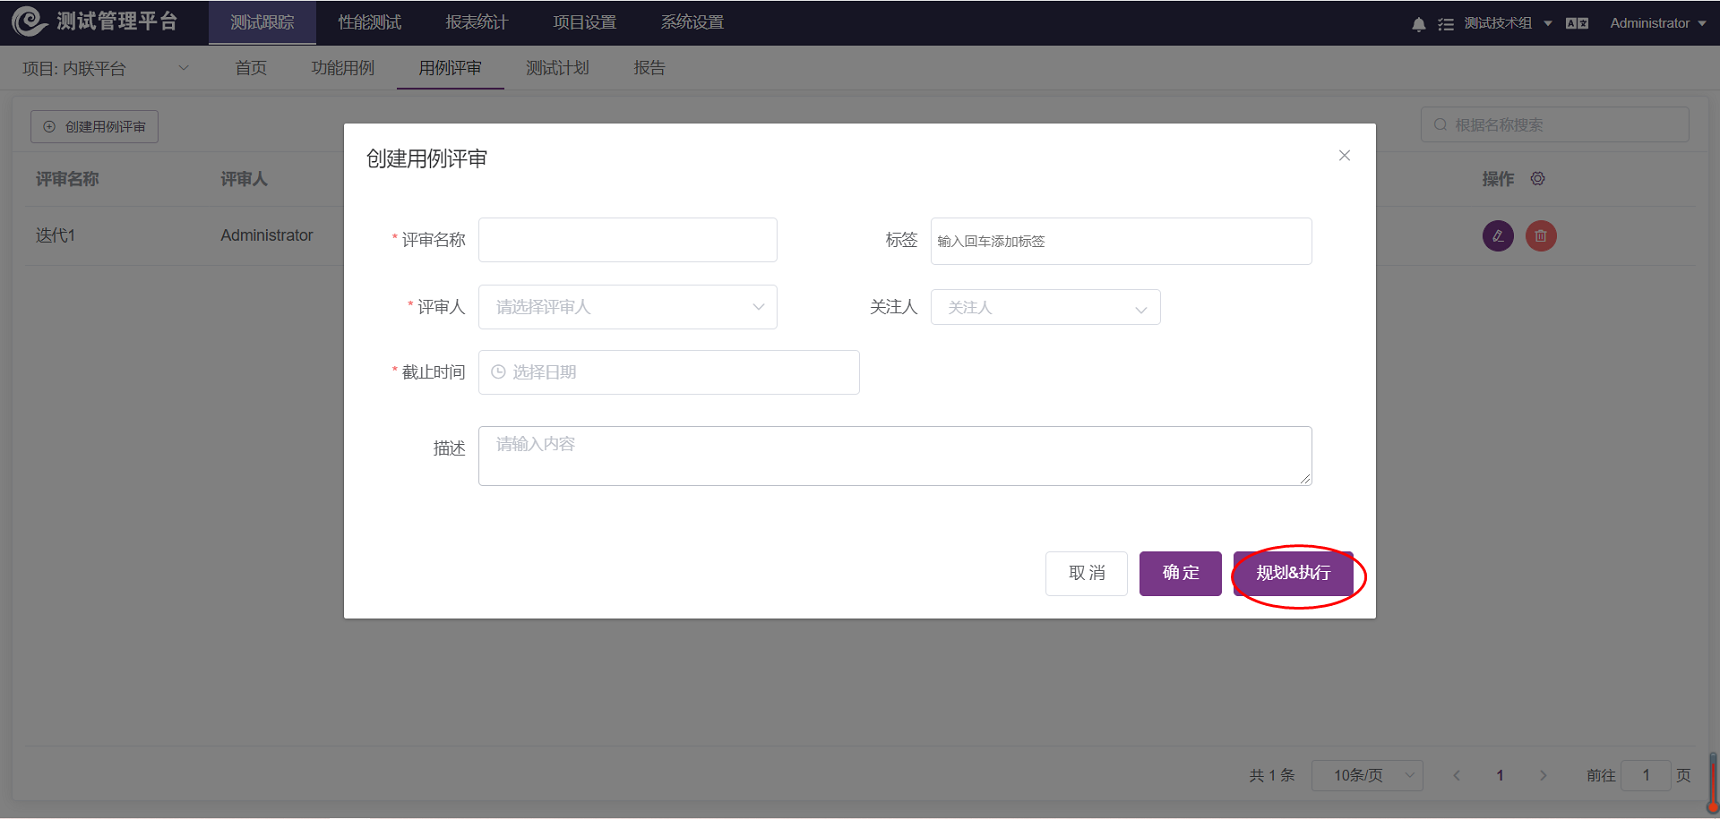 测试管理平台 测试跟踪 性能测试 报表统计 项目设置 系统设置 测试技术组 Administrator
项目: 内联平台 首页 功能用例 用例评审 测试计划 报告
创建用例评审 根据名称搜索
评审名称 评审人 操作
迭代1 Administrator
创建用例评审
* 评审名称 标签 输入回车添加标签
* 评审人 请选择评审人 关注人 关注人
* 截止时间 选择日期
描述 请输入内容
取 消 确 定 规划&执行
共 1 条 10条/页 1 前往 1 页